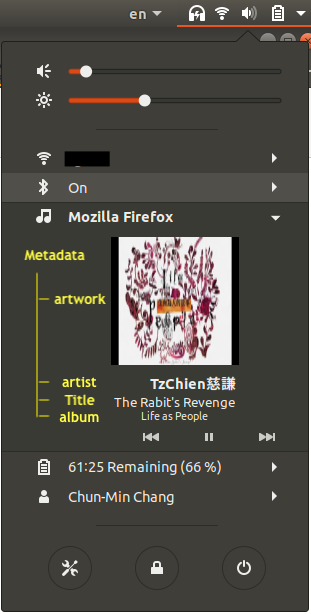 en
On
Mozilla Firefox
Metadata
artwork
artist
TzChien慈謙
Title
The Rabit's Revenge
album
Life as People
61:25 Remaining (66 %)
Chun-Min Chang